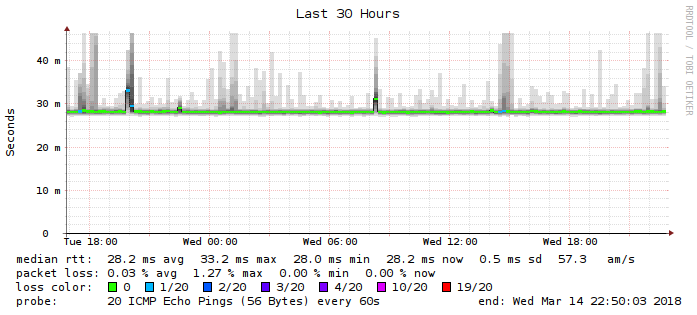 Last 30 Hours
RRDTOOL / TOBI OETIKER
Seconds
40 m
30 m
20 m
10 m
0
Tue 18:00 Wed 00:00 Wed 06:00 Wed 12:00 Wed 18:00
median rtt: 28.2 ms avg 33.2 ms max 28.0 ms min 28.2 ms now 0.5 ms sd 57.3 am/s
packet loss: 0.03 % avg 1.27 % max 0.00 % min 0.00 % now
loss color: 0 1/20 2/20 3/20 4/20 10/20 19/20
probe: 20 ICMP Echo Pings (56 Bytes) every 60s end: Wed Mar 14 22:50:03 2018